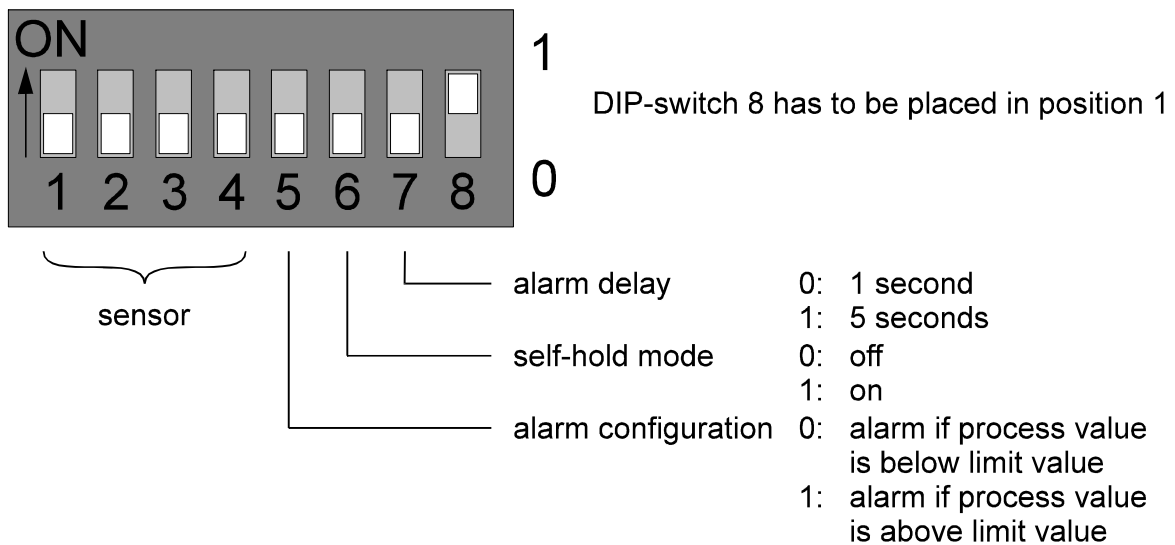 ON
1
DIP-switch 8 has to be placed in position 1
0
1 2 3 4 5 6 7 8
sensor
alarm delay 0: 1 second
1: 5 seconds
self-hold mode 0: off
1: on
alarm configuration 0: alarm if process value
is below limit value
1: alarm if process value
is above limit value